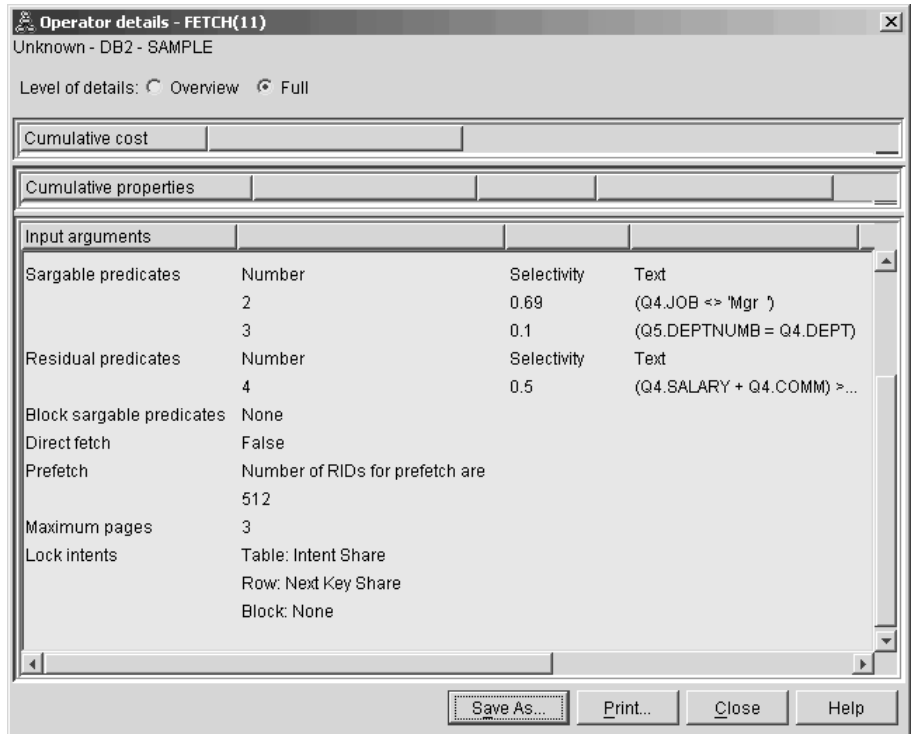 Operator details - FETCH(11)
Unknown - DB2 - SAMPLE
Level of details: Overview Full
Cumulative cost
Cumulative properties
Input arguments
Sargable predicates Number Selectivity Text
2 0.69 (Q4.JOB <> 'Mgr ')
3 0.1 (Q5.DEPTNUMB = Q4.DEPT)
Residual predicates Number Selectivity Text
4 0.5 (Q4.SALARY + Q4.COMM) >...
Block sargable predicates None
Direct fetch False
Prefetch Number of RIDs for prefetch are
512
Maximum pages 3
Lock intents Table: Intent Share
Row: Next Key Share
Block: None
Save As... Print... Close Help